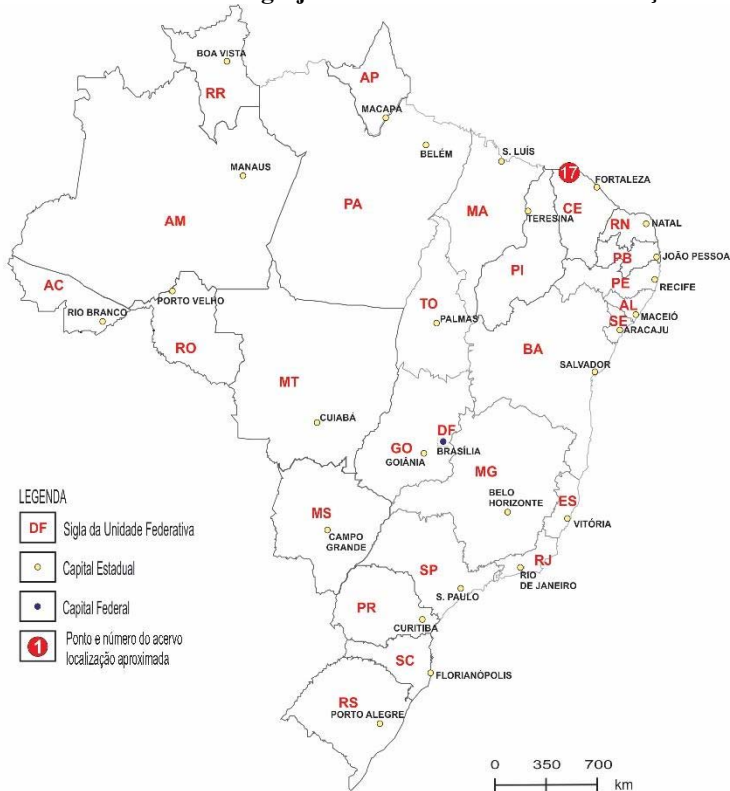 BOA VISTA
RR
AP
MACAPÁ
BELÉM
S. LUÍS
17
FORTALEZA
MANAUS
AM
PA
MA
TERESINA
CE
RN
NATAL
PB
JOÃO PESSOA
PI
PE
RECIFE
AC
RIO BRANCO
PORTO VELHO
RO
TO
PALMAS
AL
MACEIÓ
SE
ARACAJU
BA
SALVADOR
MT
CUIABÁ
DF
BRASÍLIA
GO
GOIÂNIA
MG
BELO
HORIZONTE
ES
VITÓRIA
MS
CAMPO
GRANDE
SP
S. PAULO
RJ
RIO
DE JANEIRO
PR
CURITIBA
SC
FLORIANÓPOLIS
RS
PORTO ALEGRE
LEGENDA
DF Sigla da Unidade Federativa
Capital Estadual
Capital Federal
1 Ponto e número do acervo
localização aproximada
0 350 700
km